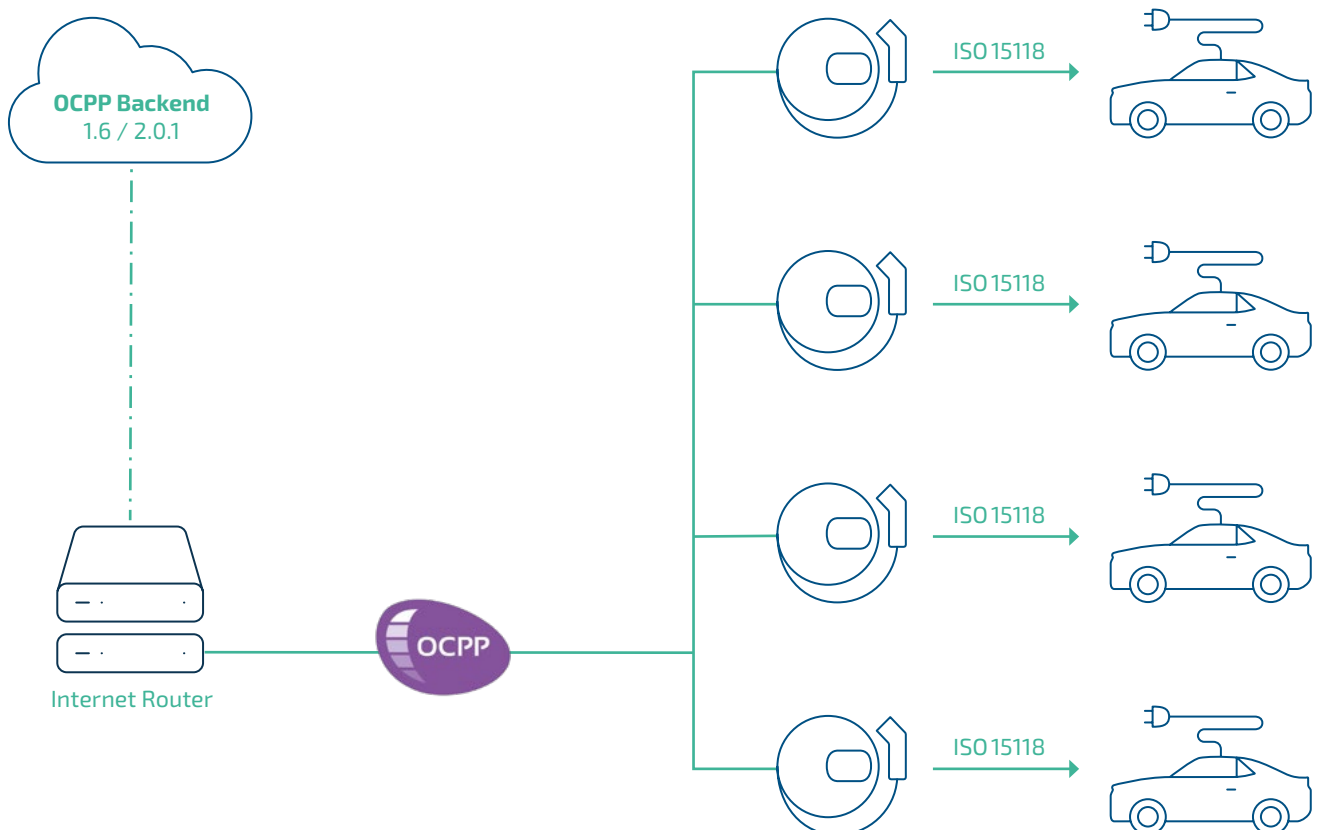 OCPP Backend
1.6 / 2.0.1
ISO 15118
ISO 15118
ISO 15118
OCPP
Internet Router
ISO 15118